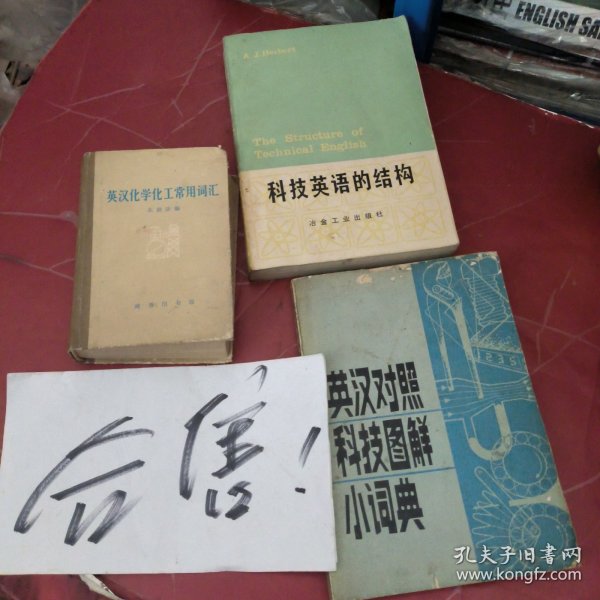 ENGLISH SA
A. J. Herbert
The Structure of
Technical English
科技英语的结构
冶金工业出版社
英汉化学化工常用词汇
商务印书馆
英汉对照
科技图解
小词典
合售!
孔夫子旧书网
www.kongfz.com